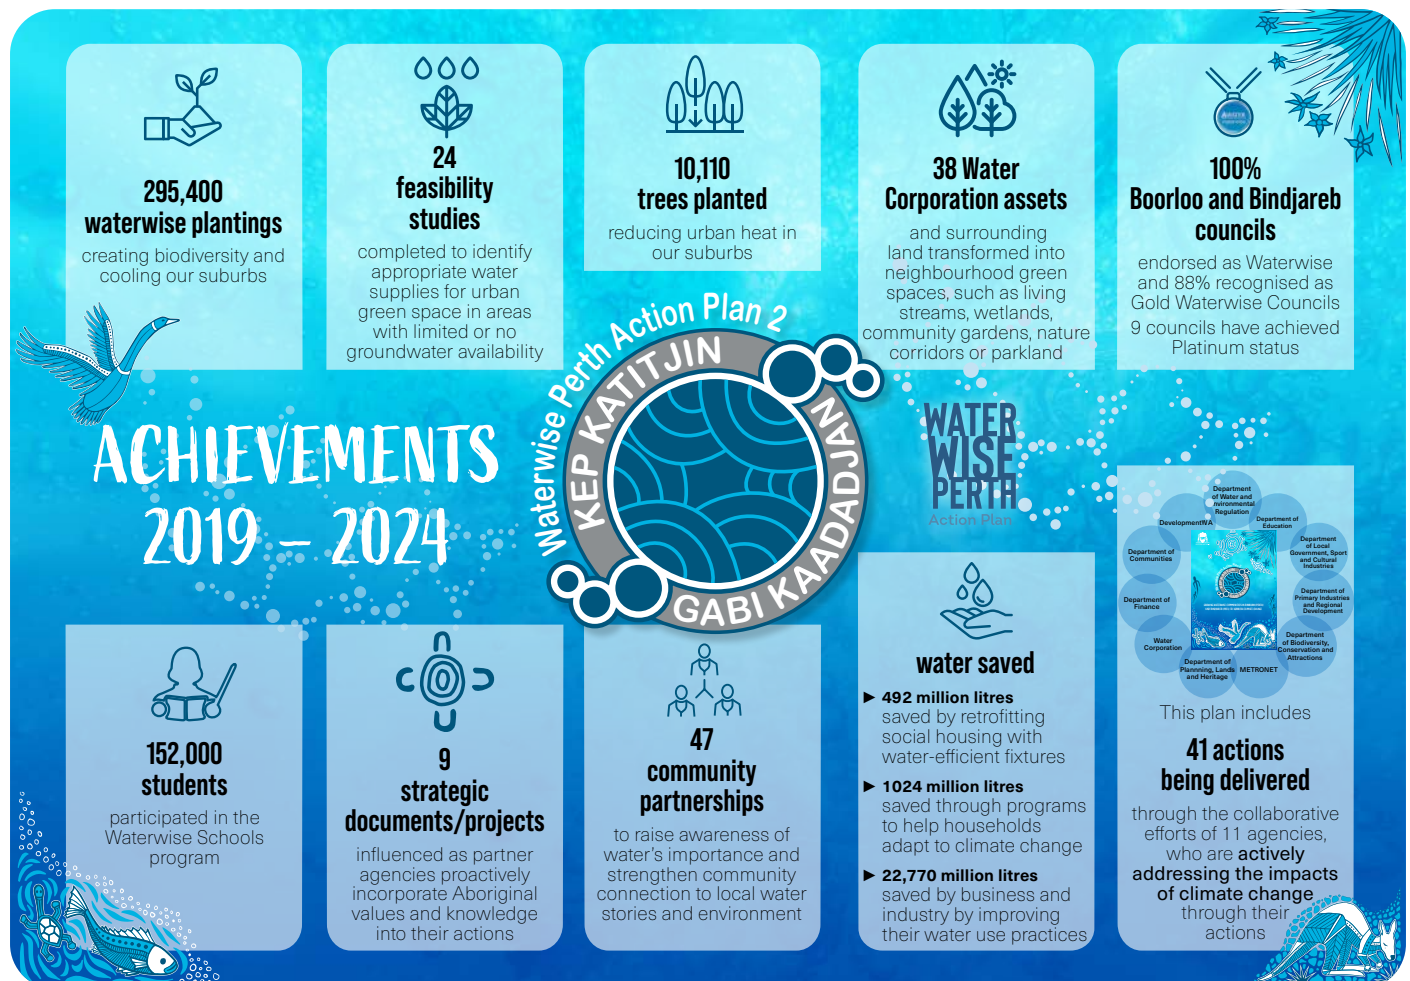 295,400
waterwise plantings
creating biodiversity and
cooling our suburbs
24
feasibility
studies
completed to identify
appropriate water
supplies for urban
green space in areas
with limited or no
groundwater availability
10,110
trees planted
reducing urban heat in
our suburbs
38 Water
Corporation assets
and surrounding
land transformed into
neighbourhood green
spaces, such as living
streams, wetlands,
community gardens, nature
corridors or parkland
100%
Boorloo and Bindjareb
councils
endorsed as Waterwise
and 88% recognised as
Gold Waterwise Councils
9 councils have achieved
Platinum status
ACHIEVEMENTS
2019 – 2024
Waterwise Perth Action Plan 2
KEP KATITJIN
GABI KAADADJAN
WATER
WISE
PERTH
Action Plan
152,000
students
participated in the
Waterwise Schools
program
9
strategic
documents/projects
influenced as partner
agencies proactively
incorporate Aboriginal
values and knowledge
into their actions
47
community
partnerships
to raise awareness of
water's importance and
strengthen community
connection to local water
stories and environment
water saved
► 492 million litres
saved by retrofitting
social housing with
water-efficient fixtures
► 1024 million litres
saved through programs
to help households
adapt to climate change
► 22,770 million litres
saved by business and
industry by improving
their water use practices
Department
of Water and
nvironmental
Regulation
Department of
Education
Department
of Local
Government, Sport
and Cultural
Industries
Department of
Primary Industries
and Regional
Development
Department
of Biodiversity,
Conservation and
Attractions
METRONET
Department of
Plannning, Lands
and Heritage
Water
Corporation
Department of
Finance
Department of
Communities
DevelopmentWA
This plan includes
41 actions
being delivered
through the collaborative
efforts of 11 agencies,
who are actively
addressing the impacts
of climate change
through their
actions